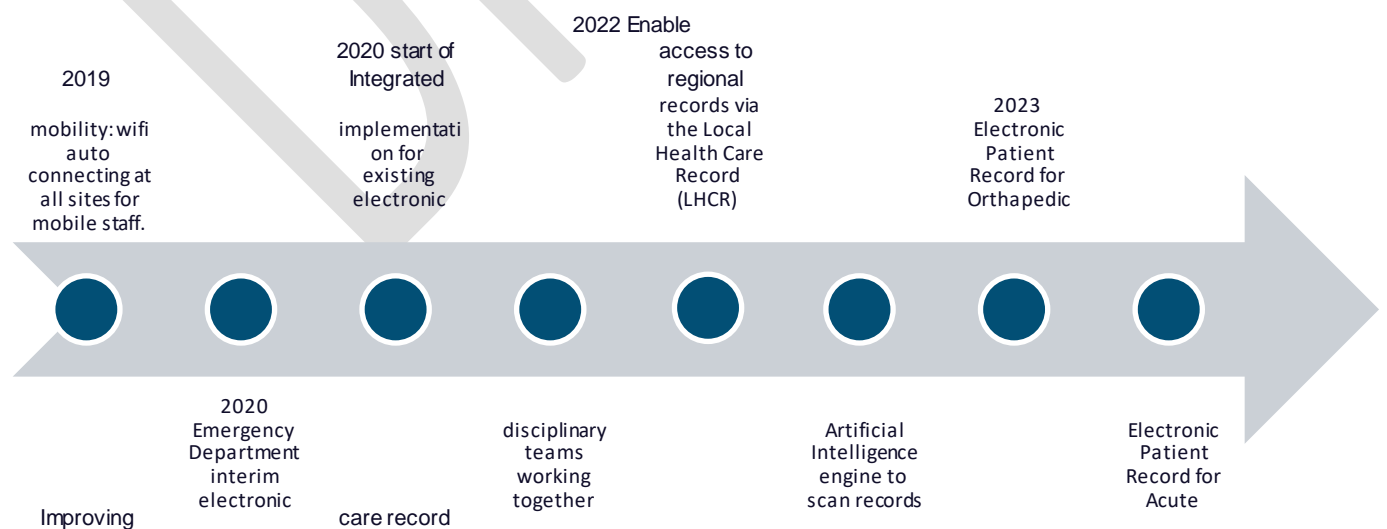 2019
mobility: wifi
auto
connecting at
all sites for
mobile staff.
Improving
2020
Emergency
Department
interim
electronic
2020 start of
Integrated
implementati
on for
existing
electronic
care record
disciplinary
teams
working
together
2022 Enable
access to
regional
records via
the Local
Health Care
Record
(LHCR)
Artificial
Intelligence
engine to
scan records
2023
Electronic
Patient
Record for
Orthapedic
Electronic
Patient
Record for
Acute